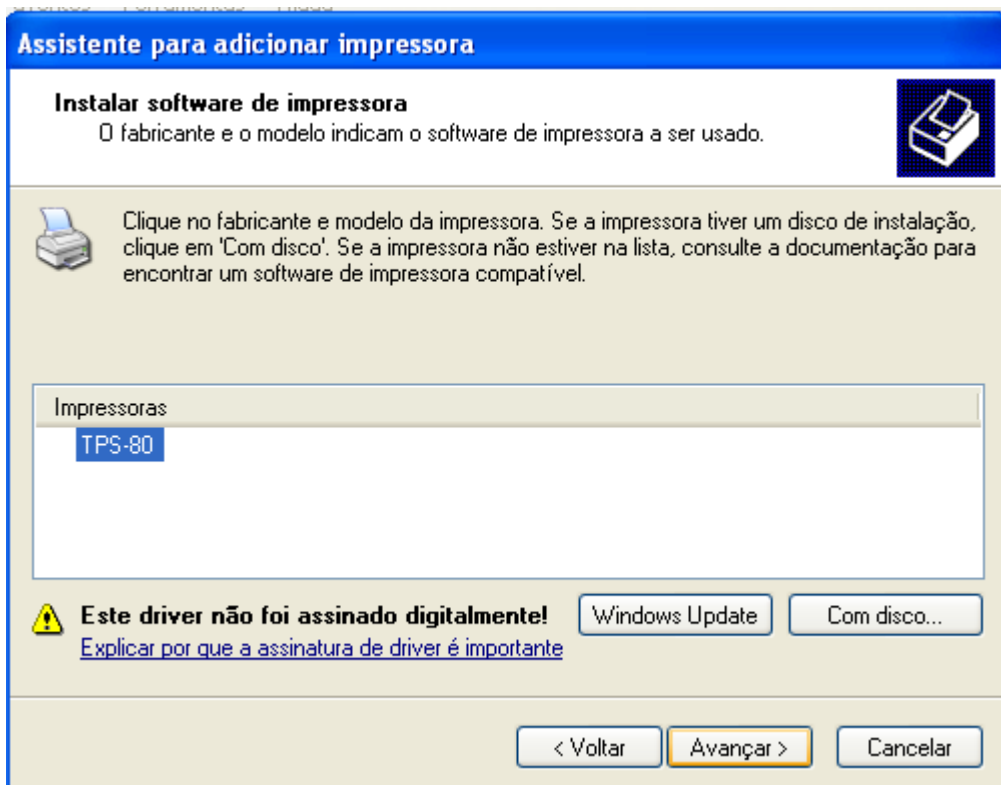 Assistente para adicionar impressora
Instalar software de impressora
O fabricante e o modelo indicam o software de impressora a ser usado.
Clique no fabricante e modelo da impressora. Se a impressora tiver um disco de instalação,
clique em 'Com disco'. Se a impressora não estiver na lista, consulte a documentação para
encontrar um software de impressora compatível.
Impressoras
TPS-80
Este driver não foi assinado digitalmente!
Windows Update
Com disco...
Explicar por que a assinatura de driver é importante
< Voltar
Avançar >
Cancelar